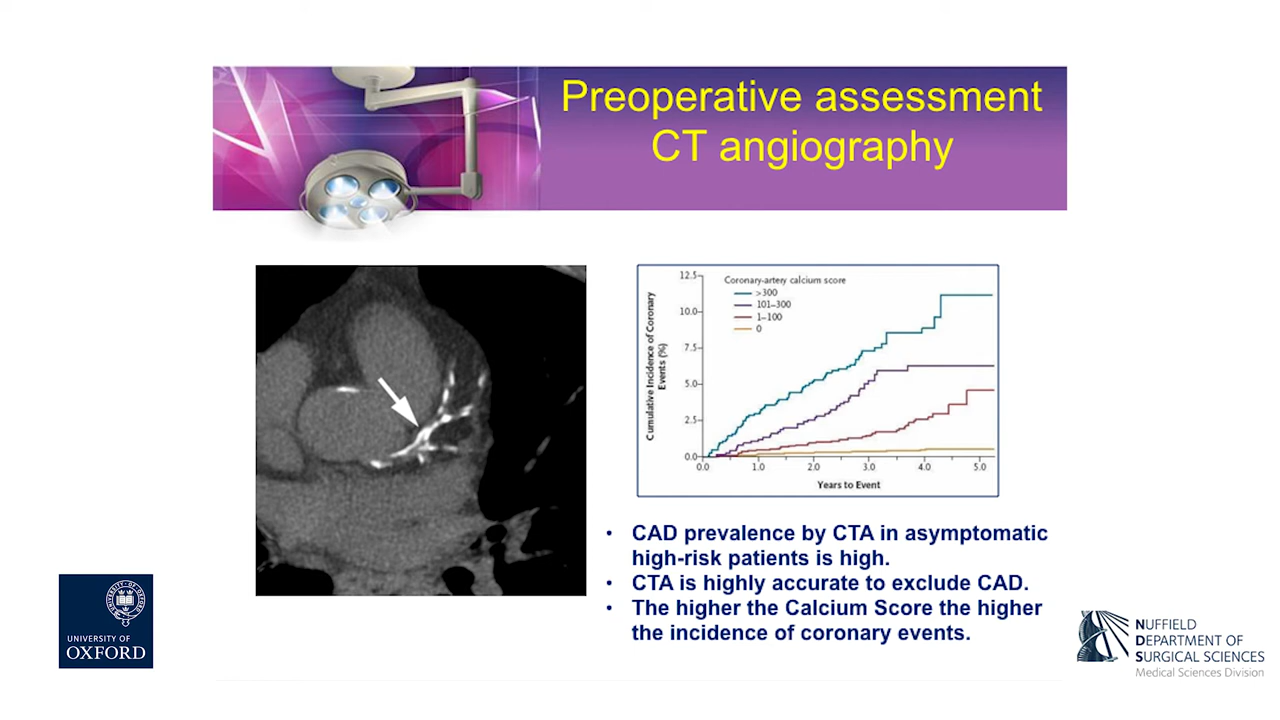 Preoperative assessment
CT angiography
12.5
10.0
7.5
5.0
2.5
0.0
Cumulative Incidence of Coronary
Events (%)
Coronary-artery calcium score
>300
101–300
1–100
0
0.0 1.0 2.0 3.0 4.0 5.0
Years to Event
• CAD prevalence by CTA in asymptomatic
high-risk patients is high.
• CTA is highly accurate to exclude CAD.
• The higher the Calcium Score the higher
the incidence of coronary events.
UNIVERSITY OF
OXFORD
NUFFIELD
DEPARTMENT OF
SURGICAL SCIENCES
Medical Sciences Division